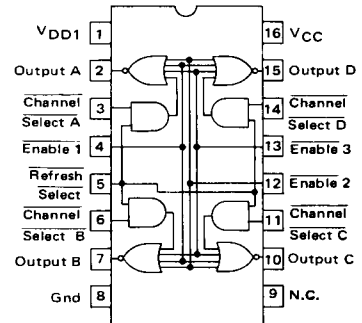 VDD1 1
16 VCC
Output A 2
15 Output D
Channel
Select A
3
14
Channel
Select D
Enable 1 4
13 Enable 3
Refresh
Select
5
12 Enable 2
Channel
Select B
6
11
Channel
Select C
Output B 7
10 Output C
Gnd 8
9 N.C.